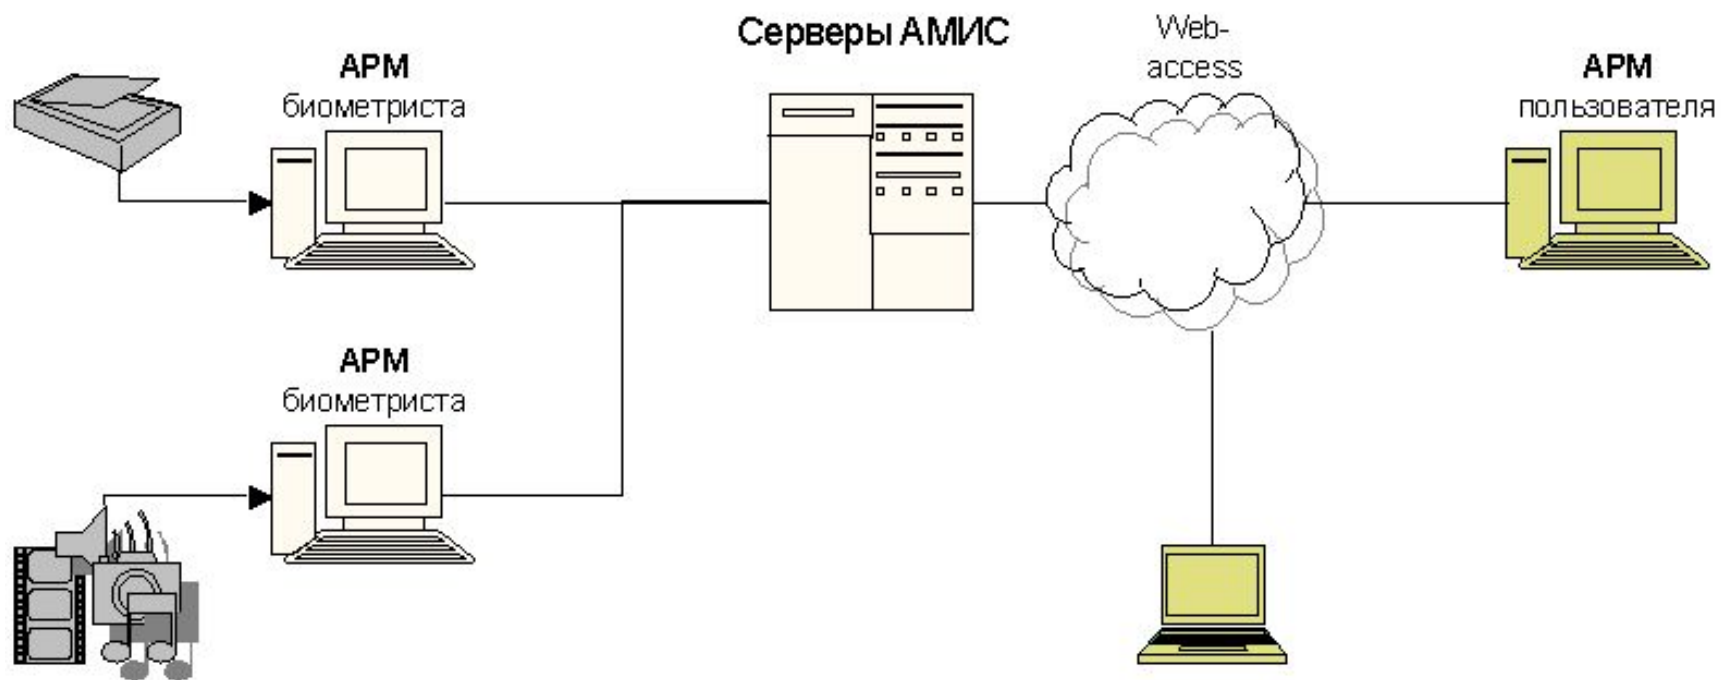 Серверы АМИС
Web-
access
АРМ
биометриста
АРМ
пользователя
АРМ
биометриста